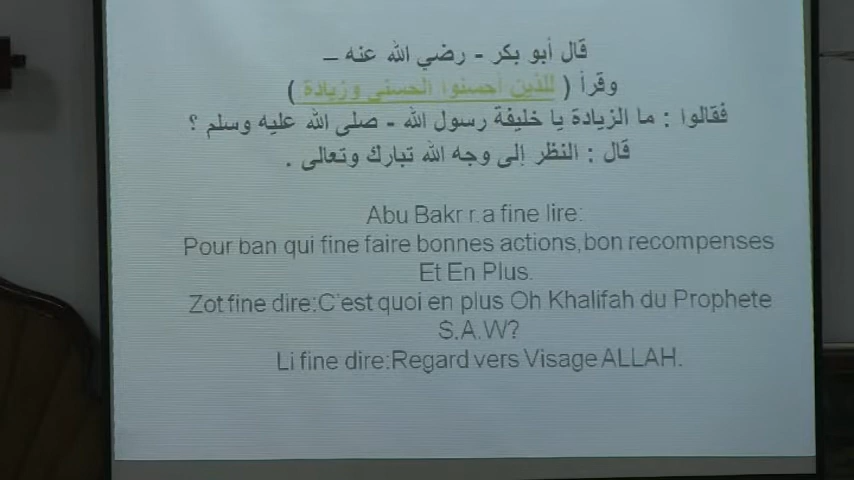 قال أبو بكر - رضي الله عنه –
وقرأ ( للذين أحسنوا الحسنى وزيادة )
فقالوا : ما الزيادة يا خليفة رسول الله - صلى الله عليه وسلم ؟
قال : النظر إلى وجه الله تبارك وتعالى .
Abu Bakr r.a fine lire:
Pour ban qui fine faire bonnes actions,bon recompenses
Et En Plus.
Zot fine dire:C'est quoi en plus Oh Khalifah du Prophete
S.A.W?
Li fine dire:Regard vers Visage ALLAH.